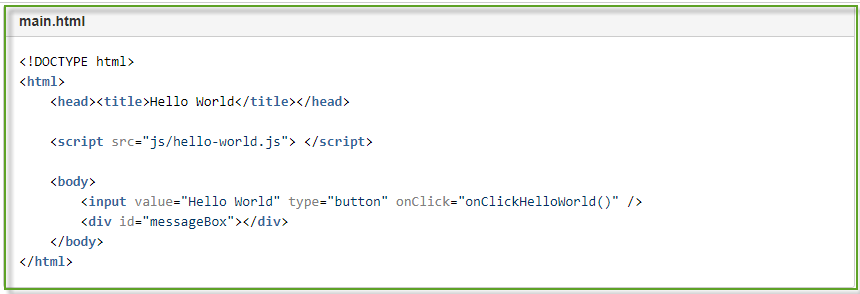 main.html
<!DOCTYPE html>
<html>
    <head><title>Hello World</title></head>
    <script src="js/hello-world.js"> </script>
    <body>
        <input value="Hello World" type="button" onClick="onClickHelloWorld()" />
        <div id="messageBox"></div>
    </body>
</html>